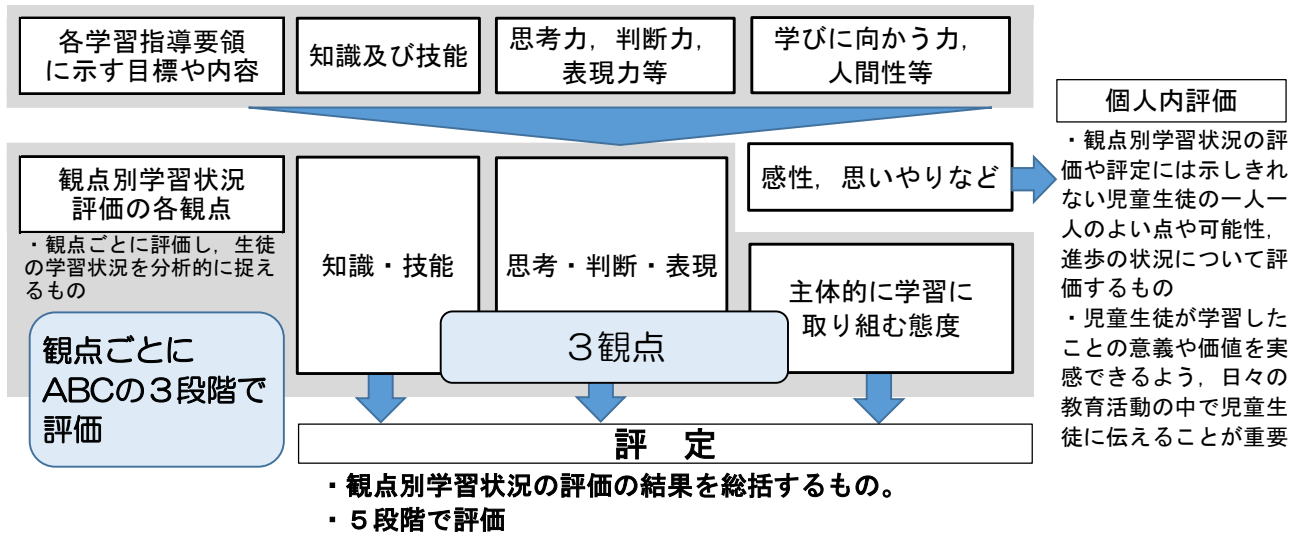 各学習指導要領
に示す目標や内容
知識及び技能
思考力，判断力，
表現力等
学びに向かう力，
人間性等
観点別学習状況
評価の各観点
・観点ごとに評価し，生徒
の学習状況を分析的に捉え
るもの
観点ごとに
ABCの３段階で
評価
知識・技能
思考・判断・表現
感性，思いやりなど
主体的に学習に
取り組む態度
３観点
評　定
・観点別学習状況の評価の結果を総括するもの。
・５段階で評価
個人内評価
・観点別学習状況の評
価や評定には示しきれ
ない児童生徒の一人一
人のよい点や可能性，
進歩の状況について評
価するもの
・児童生徒が学習した
ことの意義や価値を実
感できるよう，日々の
教育活動の中で児童生
徒に伝えることが重要